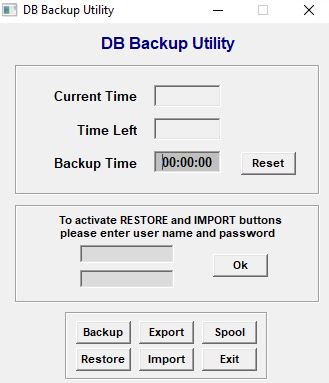 DB Backup Utility
DB Backup Utility
Current Time
Time Left
Backup Time 00:00:00 Reset
To activate RESTORE and IMPORT buttons
please enter user name and password
Ok
Backup Export Spool
Restore Import Exit